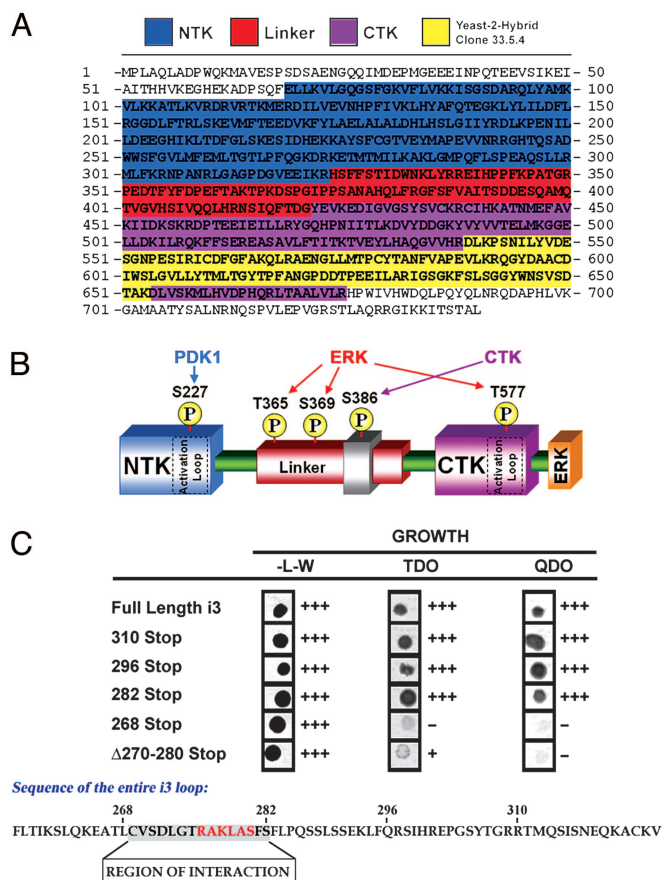 A
NTK Linker CTK Yeast-2-Hybrid
Clone 33.5.4
1 - MPLAQLADPWQKMAVESPSDSAENGQQIMDEPMGEEEINPQTEEVSIKEI - 50
51 - AITHHVKEGHEKADPSQFELLKVLGQGSFGKVFLVKKISGSDARQLYAMK - 100
101 - VLKKATLKVRDRVRTKMERDILVEVNHPFIVKLHYAFQTEGKLYLILDFL - 150
151 - RGGDLFTRLSKEVMFTEEDVKFYLAELALALDHLHSLGIIYRDLKPENIL - 200
201 - LDEEGHIKLTDFGLSKESIDHEKKAYSFCGTVEYMAPEVVNRRGHTQSAD - 250
251 - WWSFGVLMFEMLTGTLPFQGKDRKETMTMILKAKLGMPQFLSPEAQSLLR - 300
301 - MLFKRNPANRLGAGPDGVEEIKRHSFFSTIDWNKLYRREIHPPFKPATGR - 350
351 - PEDTFYFDPEFTAKTPKDSPGIPPSANAHQLFRGFSFVAITSRDDESQAMQ - 400
401 - TVGVHSIVQQLHRNSIQFTDGYEVKEDIGVGSYSVCKRCIHKATNMEFAV - 450
451 - KIIDKSKRDPTEEIEILLRYGQHPNIITLKDVYDDGKYVYVVTELMKGGE - 500
501 - LLDKILRQKFFSEREASAVLFTITKTVEYLHAQGVVHRDLKPSNILYVDE - 550
551 - SGNPESIRICDFGFAKQLRAENGLLMTPCYTANFVAPEVLKRQGYDAACD - 600
601 - IWSLGVLLYTMLTGYTPFANGPDDTPEEILARIGSGKFSLSGGYWNSVSD - 650
651 - TAKDLVSKMLHVDPHQRLTAALVLRHPWIVHWDQLPQYQLNRQDAPHLVK - 700
701 - GAMAATYSALNRNQSPVLEPVGRSTLAQRRGIKKITSTAL
B
PDK1 ERK CTK
S227 T365 S369 S386 T577
P P P P P
NTK Activation Loop Linker CTK Activation Loop ERK
C
GROWTH
-L-W TDO QDO
Full Length i3 +++ +++ +++
310 Stop +++ +++ +++
296 Stop +++ +++ +++
282 Stop +++ +++ +++
268 Stop +++ – –
Δ270-280 Stop +++ + –
Sequence of the entire i3 loop:
268 282 296 310
FLTIKSLQKEATLCVSDLGTRAKLASFSFLPQSSLSSEKLFQRSIHREPGSYTGRRTMQSISNEQKACKV
REGION OF INTERACTION